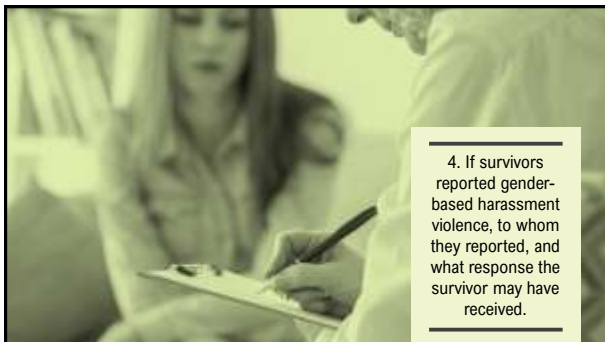 4. If survivors
reported gender-
based harassment
violence, to whom
they reported, and
what response the
survivor may have
received.